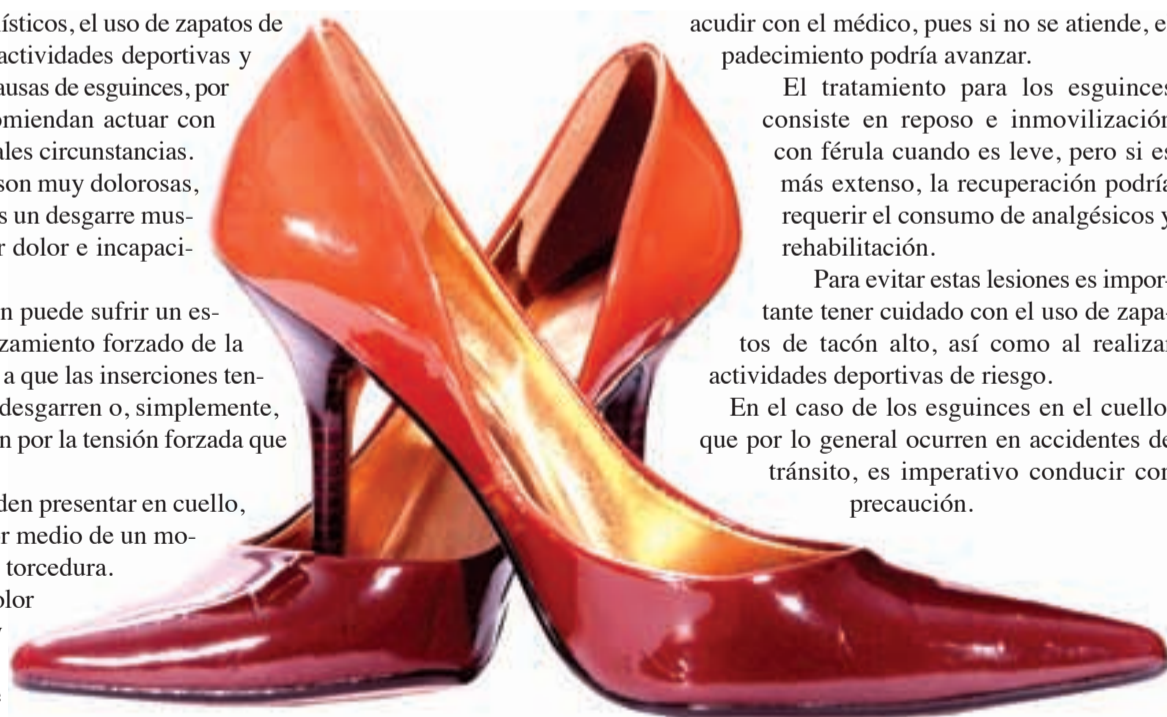 ísticos, el uso de zapatos de
actividades deportivas y
ausas de esguinces, por
omiendan actuar con
ales circunstancias.
son muy dolorosas,
s un desgarre mus-
r dolor e incapaci-
n puede sufrir un es-
zamiento forzado de la
a que las inserciones ten-
desgarren o, simplemente,
n por la tensión forzada que
den presentar en cuello,
r medio de un mo-
torcedura.
olor
acudir con el médico, pues si no se atiende, e
padecimiento podría avanzar.
El tratamiento para los esguinces
consiste en reposo e inmovilización
con férula cuando es leve, pero si es
más extenso, la recuperación podría
requerir el consumo de analgésicos y
rehabilitación.
Para evitar estas lesiones es impor-
tante tener cuidado con el uso de zapa-
tos de tacón alto, así como al realizar
actividades deportivas de riesgo.
En el caso de los esguinces en el cuello
que por lo general ocurren en accidentes de
tránsito, es imperativo conducir con
precaución.